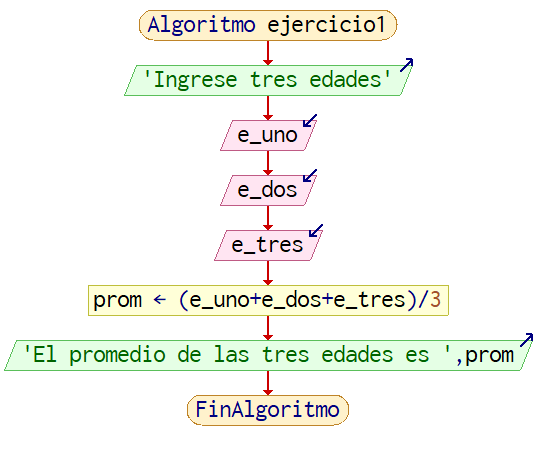 Algoritmo ejercicio1
'Ingrese tres edades'
e_uno
e_dos
e_tres
prom ← (e_uno+e_dos+e_tres)/3
'El promedio de las tres edades es ',prom
FinAlgoritmo